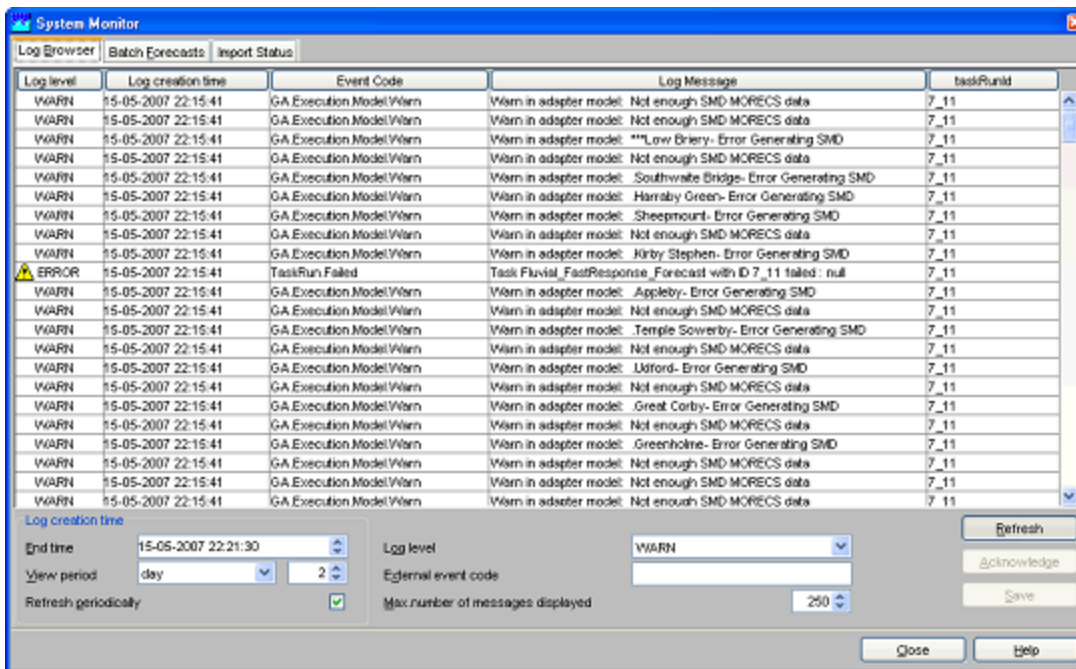 System Monitor
Log Browser Batch Forecasts Import Status
Log level Log creation time Event Code Log Message taskRunId
WARN 15-05-2007 22:15:41 GA.Execution.Model.Warn Warn in adapter model: Not enough SMD MORECS data 7_11
WARN 15-05-2007 22:15:41 GA.Execution.Model.Warn Warn in adapter model: Not enough SMD MORECS data 7_11
WARN 15-05-2007 22:15:41 GA.Execution.Model.Warn Warn in adapter model: ***Low Briery- Error Generating SMD 7_11
WARN 15-05-2007 22:15:41 GA.Execution.Model.Warn Warn in adapter model: Not enough SMD MORECS data 7_11
WARN 15-05-2007 22:15:41 GA.Execution.Model.Warn Warn in adapter model: .Southwaite Bridge- Error Generating SMD 7_11
WARN 15-05-2007 22:15:41 GA.Execution.Model.Warn Warn in adapter model: .Harraby Green- Error Generating SMD 7_11
WARN 15-05-2007 22:15:41 GA.Execution.Model.Warn Warn in adapter model: .Sheepmount- Error Generating SMD 7_11
WARN 15-05-2007 22:15:41 GA.Execution.Model.Warn Warn in adapter model: Not enough SMD MORECS data 7_11
WARN 15-05-2007 22:15:41 GA.Execution.Model.Warn Warn in adapter model: .Kirby Stephen- Error Generating SMD 7_11
ERROR 15-05-2007 22:15:41 TaskRun.Failed Task Fluvial_FastResponse_Forecast with ID 7_11 failed : null 7_11
WARN 15-05-2007 22:15:41 GA.Execution.Model.Warn Warn in adapter model: .Appleby- Error Generating SMD 7_11
WARN 15-05-2007 22:15:41 GA.Execution.Model.Warn Warn in adapter model: Not enough SMD MORECS data 7_11
WARN 15-05-2007 22:15:41 GA.Execution.Model.Warn Warn in adapter model: .Temple Sowerby- Error Generating SMD 7_11
WARN 15-05-2007 22:15:41 GA.Execution.Model.Warn Warn in adapter model: Not enough SMD MORECS data 7_11
WARN 15-05-2007 22:15:41 GA.Execution.Model.Warn Warn in adapter model: .Udford- Error Generating SMD 7_11
WARN 15-05-2007 22:15:41 GA.Execution.Model.Warn Warn in adapter model: Not enough SMD MORECS data 7_11
WARN 15-05-2007 22:15:41 GA.Execution.Model.Warn Warn in adapter model: .Great Corby- Error Generating SMD 7_11
WARN 15-05-2007 22:15:41 GA.Execution.Model.Warn Warn in adapter model: Not enough SMD MORECS data 7_11
WARN 15-05-2007 22:15:41 GA.Execution.Model.Warn Warn in adapter model: .Greenholme- Error Generating SMD 7_11
WARN 15-05-2007 22:15:41 GA.Execution.Model.Warn Warn in adapter model: Not enough SMD MORECS data 7_11
WARN 15-05-2007 22:15:41 GA.Execution.Model.Warn Warn in adapter model: Not enough SMD MORECS data 7_11
WARN 15-05-2007 22:15:41 GA.Execution.Model.Warn Warn in adapter model: Not enough SMD MORECS data 7_11
Log creation time
End time 15-05-2007 22:21:30 Log level WARN Refresh
View period day 2 External event code Acknowledge
Refresh periodically Max.number of messages displayed 250 Save
Close Help